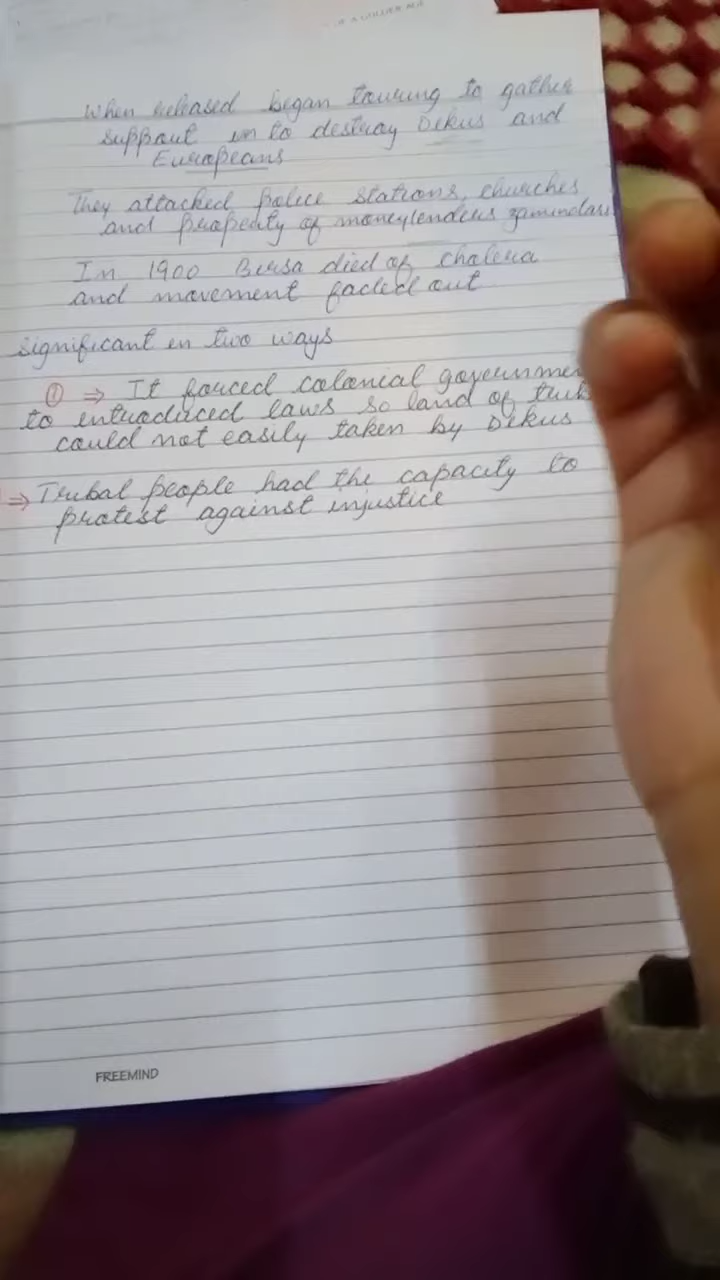 When released began touring to gather
support un to destroy Dikus and
Europeans
They attacked police stations, churches
and property of moneylenders zamindars
In 1900 Birsa died of cholera
and movement faded out
significant in two ways
① ⇒ It forced colonial governmen
to introduced laws so land of trib
could not easily taken by Dikus
⇒ Tribal people had the capacity to
protest against injustice
FREEMIND